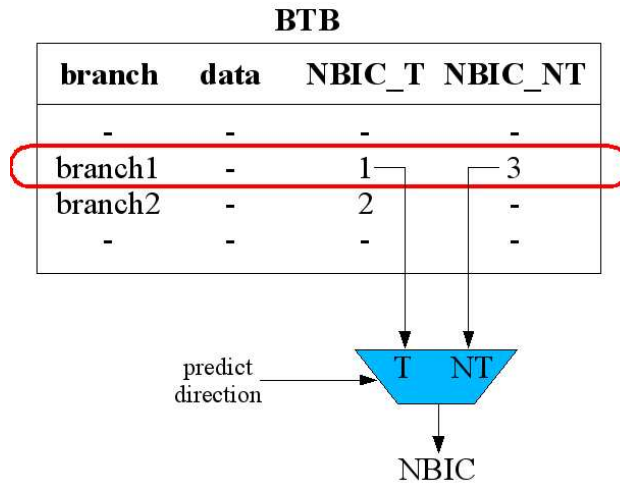 BTB
branch data NBIC_T NBIC_NT
- - - -
branch1 - 1 3
branch2 - 2 -
- - - -
T NT
predict
direction
NBIC